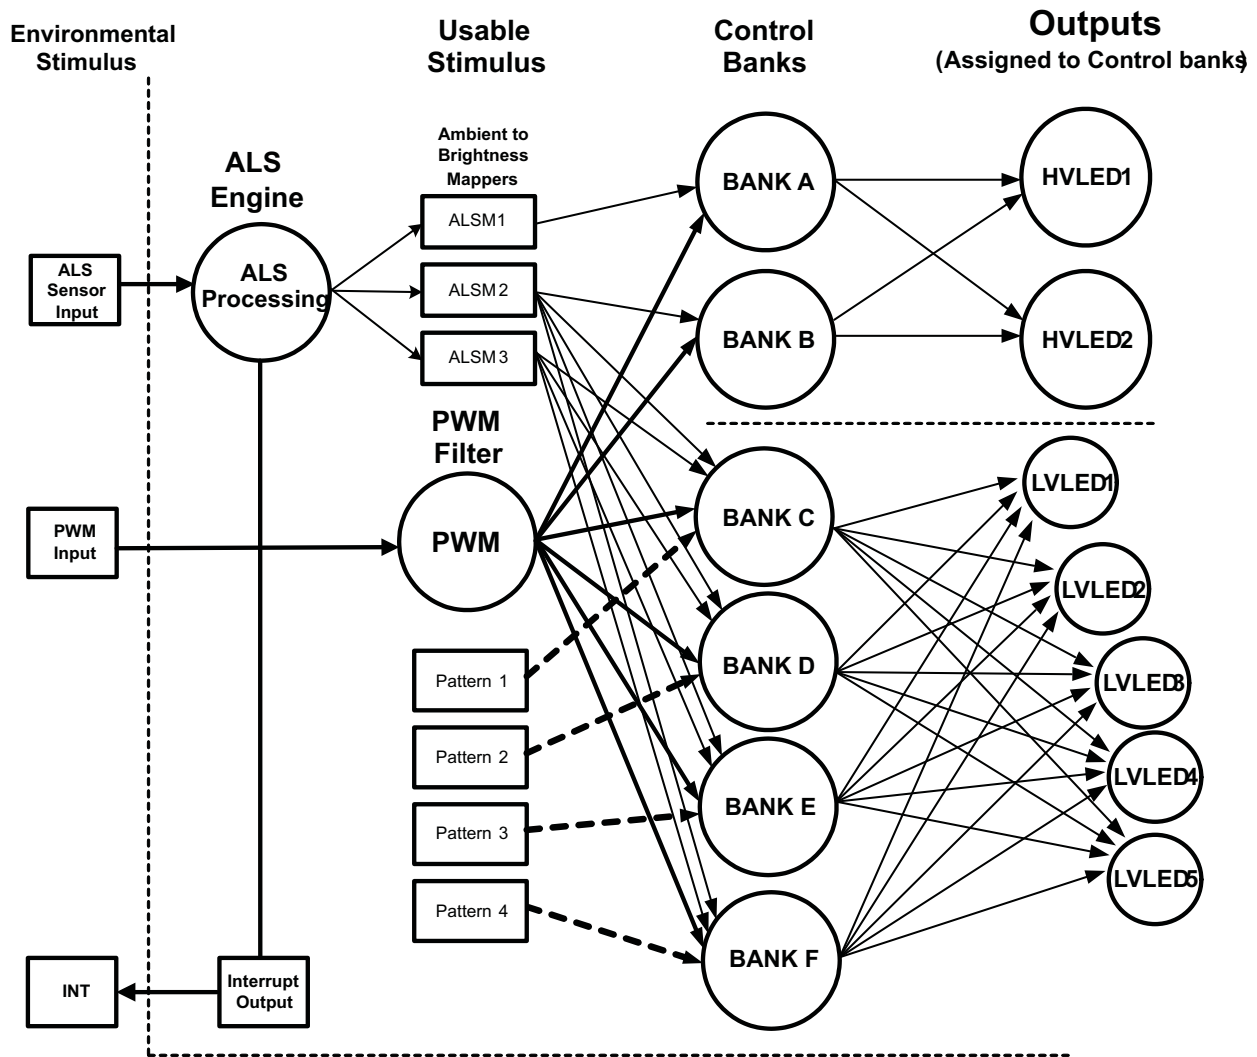 Environmental
Stimulus
Usable
Stimulus
Control
Banks
Outputs
(Assigned to Control banks)
ALS
Engine
Ambient to
Brightness
Mappers
ALS
Sensor
Input
ALS
Processing
ALSM1
ALSM2
ALSM3
BANK A
BANK B
HVLED1
HVLED2
PWM
Filter
PWM
Input
PWM
BANK C
BANK D
BANK E
BANK F
LVLED1
LVLED2
LVLED3
LVLED4
LVLED5
Pattern 1
Pattern 2
Pattern 3
Pattern 4
INT
Interrupt
Output